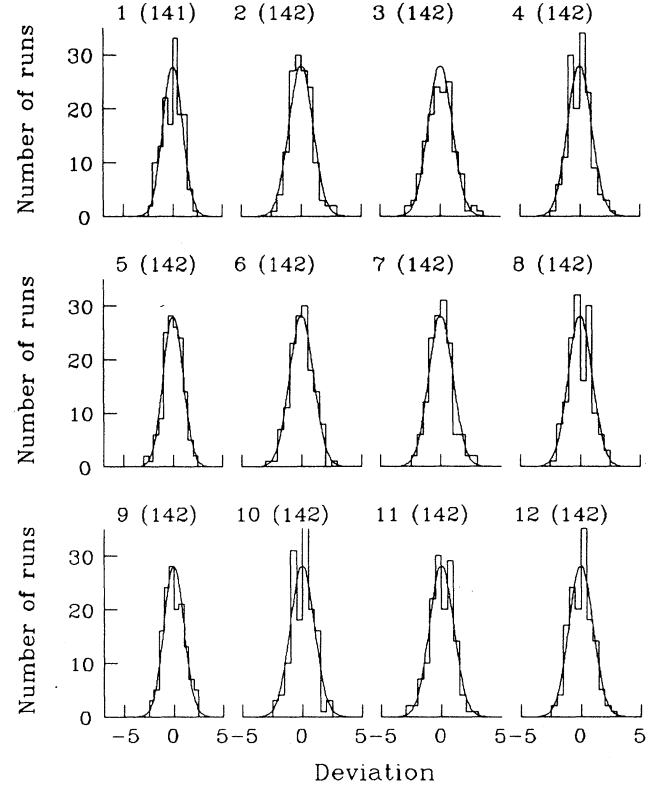 1 (141) 2 (142) 3 (142) 4 (142)
Number of runs
30
20
10
0
5 (142) 6 (142) 7 (142) 8 (142)
Number of runs
30
20
10
0
9 (142) 10 (142) 11 (142) 12 (142)
Number of runs
30
20
10
0
-5 0 5-5 0 5-5 0 5-5 0 5
Deviation